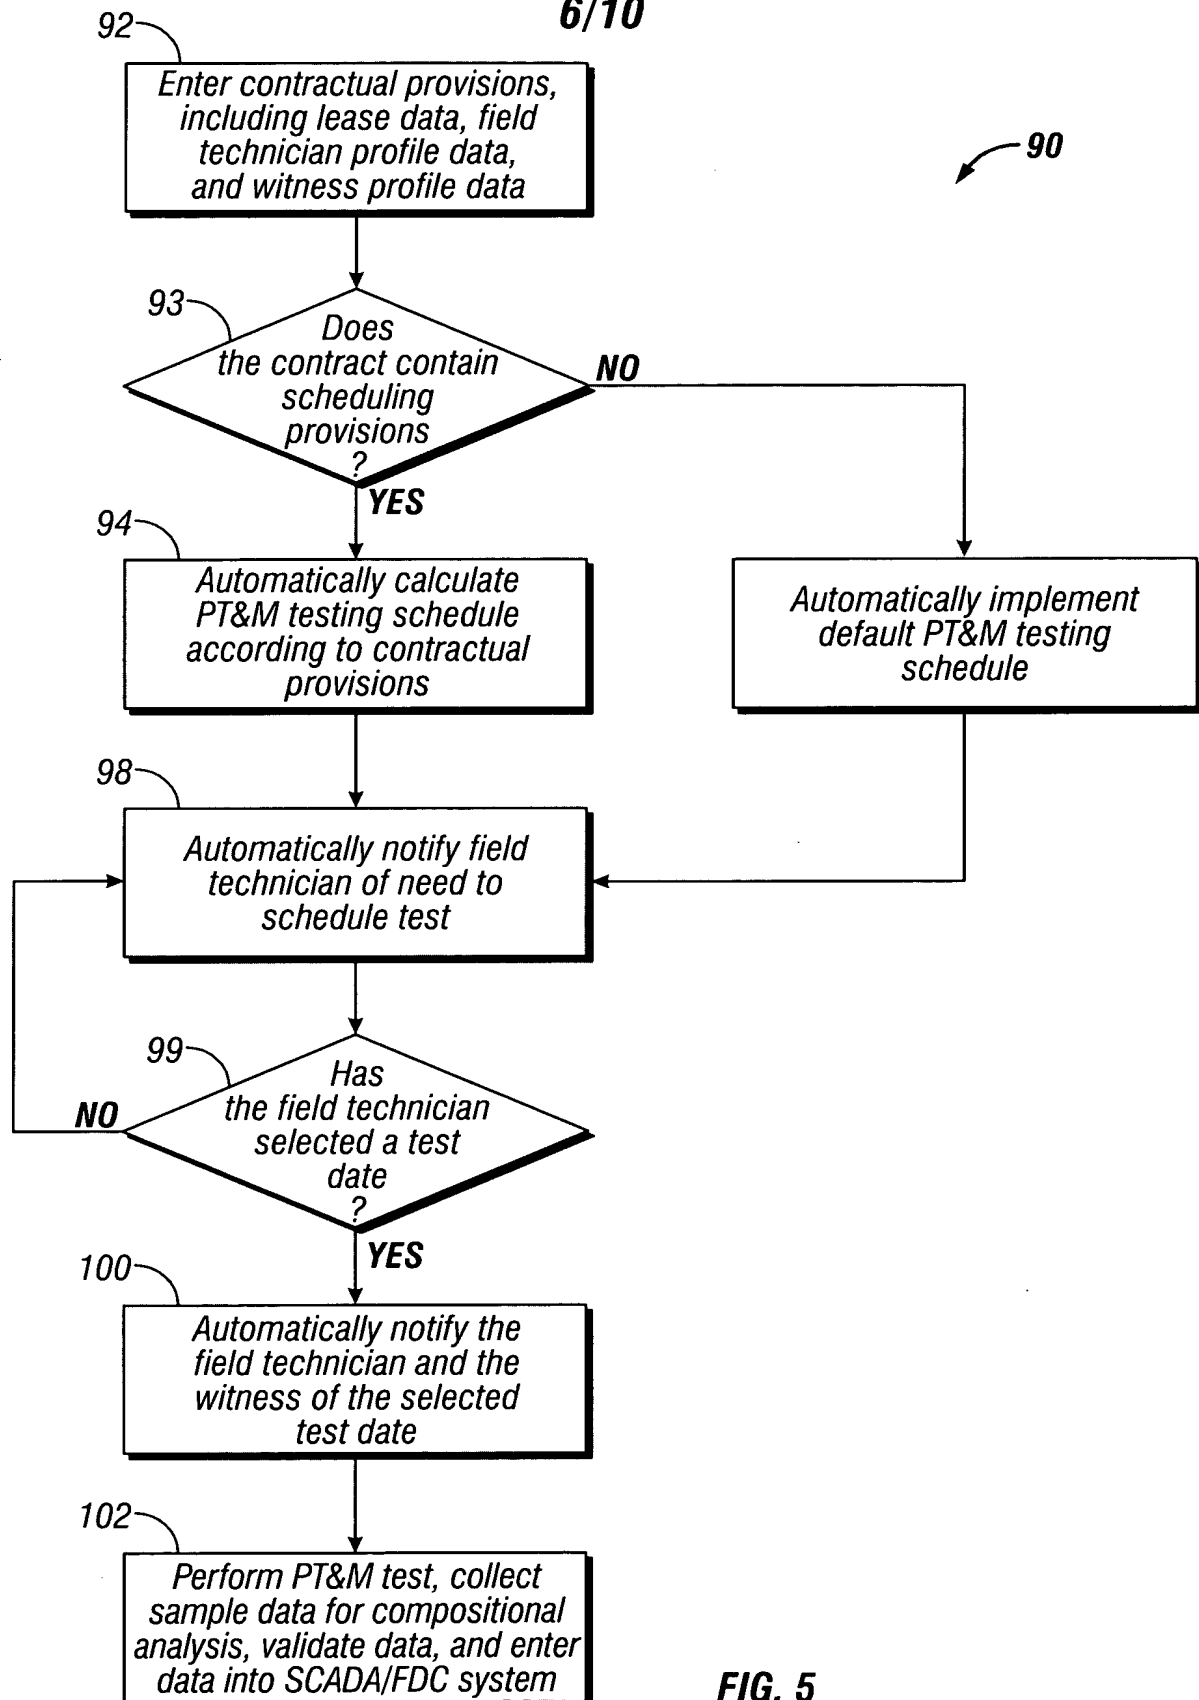 6/10
92
Enter contractual provisions,
including lease data, field
technician profile data,
and witness profile data
90
93
Does
the contract contain
scheduling
provisions
?
NO
YES
94
Automatically calculate
PT&M testing schedule
according to contractual
provisions
Automatically implement
default PT&M testing
schedule
98
Automatically notify field
technician of need to
schedule test
99
Has
the field technician
selected a test
date
?
NO
YES
100
Automatically notify the
field technician and the
witness of the selected
test date
102
Perform PT&M test, collect
sample data for compositional
analysis, validate data, and enter
data into SCADA/FDC system
FIG. 5